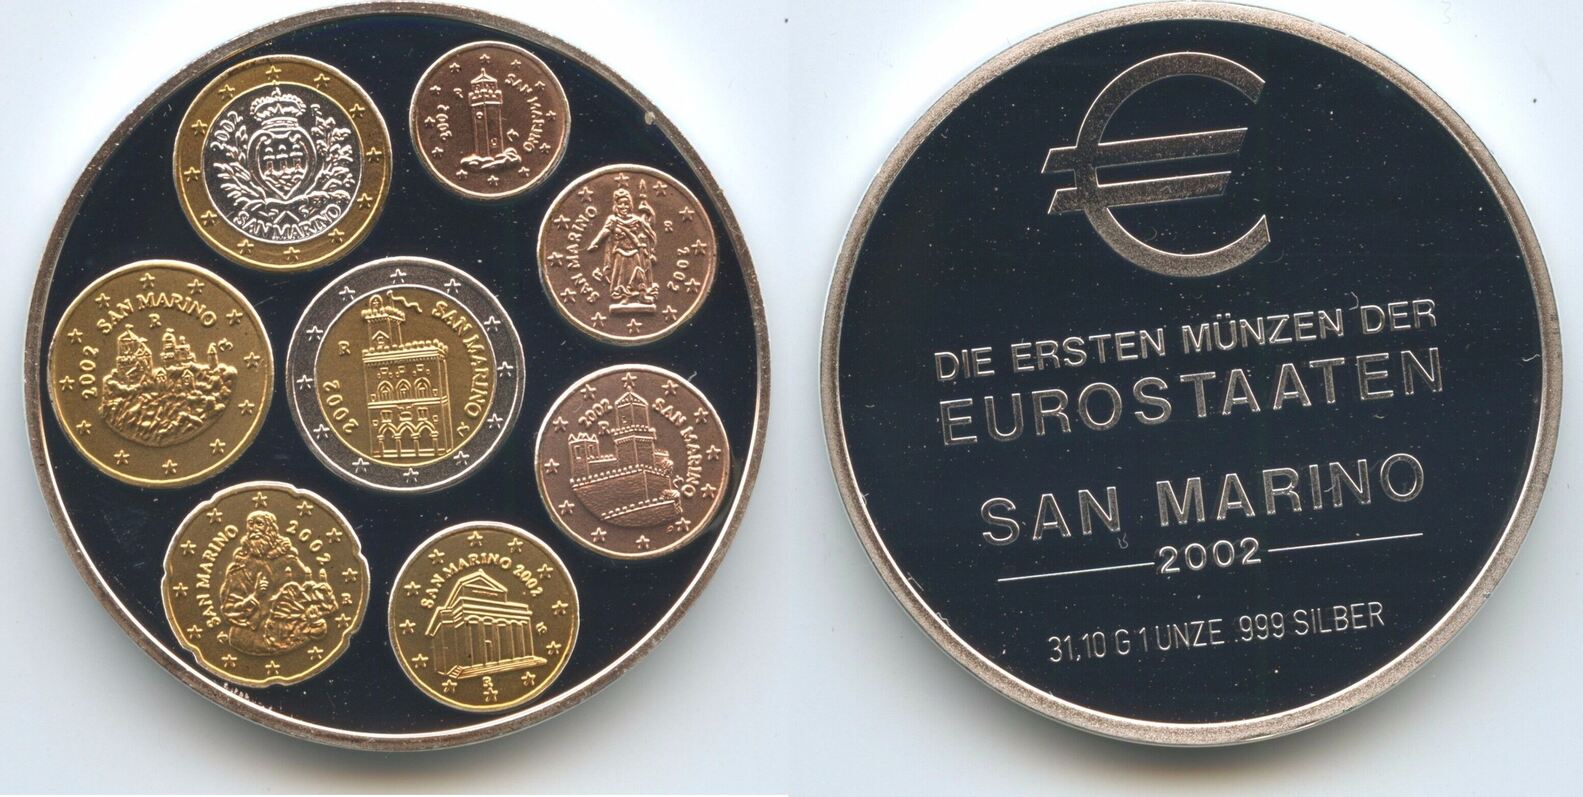 2002
SAN MARINO
2002
R
SAN MARINO
SAN MARINO
R
2002
2002
SAN MARINO
R
R
SAN MARINO
2002
2002
R
SAN MARINO
SAN MARINO
2002
R
SAN MARINO 2002
R
€
DIE ERSTEN MÜNZEN DER
EUROSTAATEN
SAN MARINO
2002
31,10 G 1 UNZE .999 SILBER